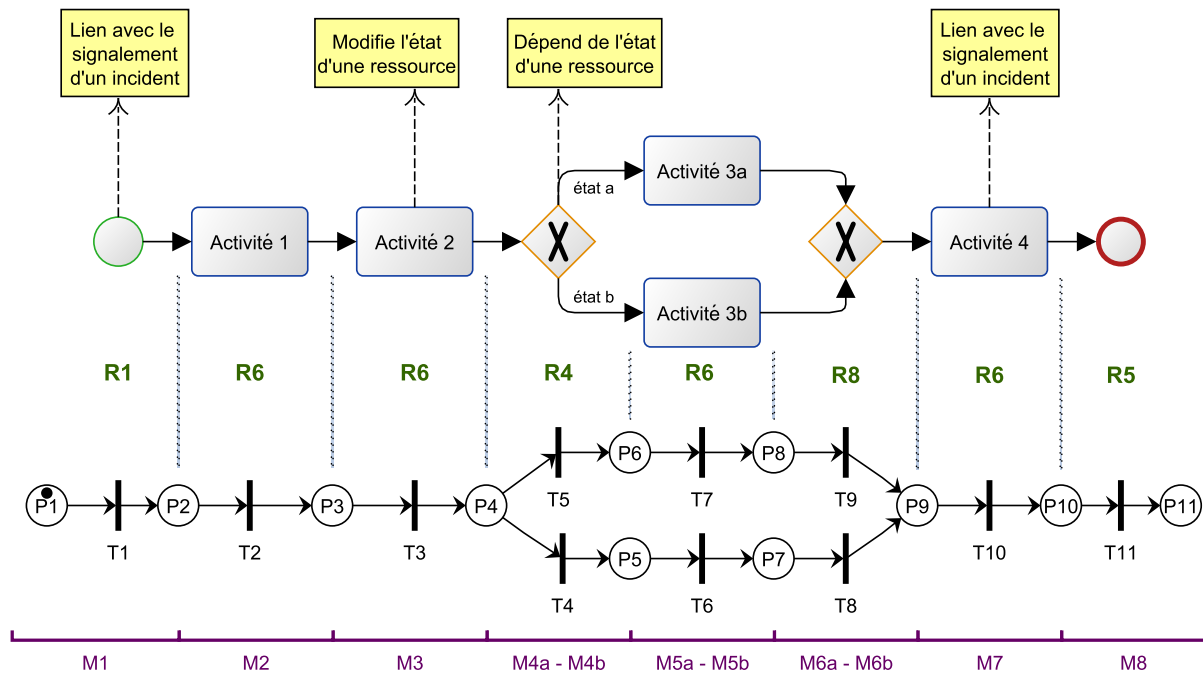 Lien avec le
signalement
d'un incident
Modifie l'état
d'une ressource
Dépend de l'état
d'une ressource
Lien avec le
signalement
d'un incident
Activité 1
Activité 2
X
état a
état b
Activité 3a
Activité 3b
X
Activité 4
R1
R6
R6
R4
R6
R8
R6
R5
P1
T1
P2
T2
P3
T3
P4
T5
P6
T7
P8
T9
T4
P5
T6
P7
T8
P9
T10
P10
T11
P11
M1
M2
M3
M4a - M4b
M5a - M5b
M6a - M6b
M7
M8